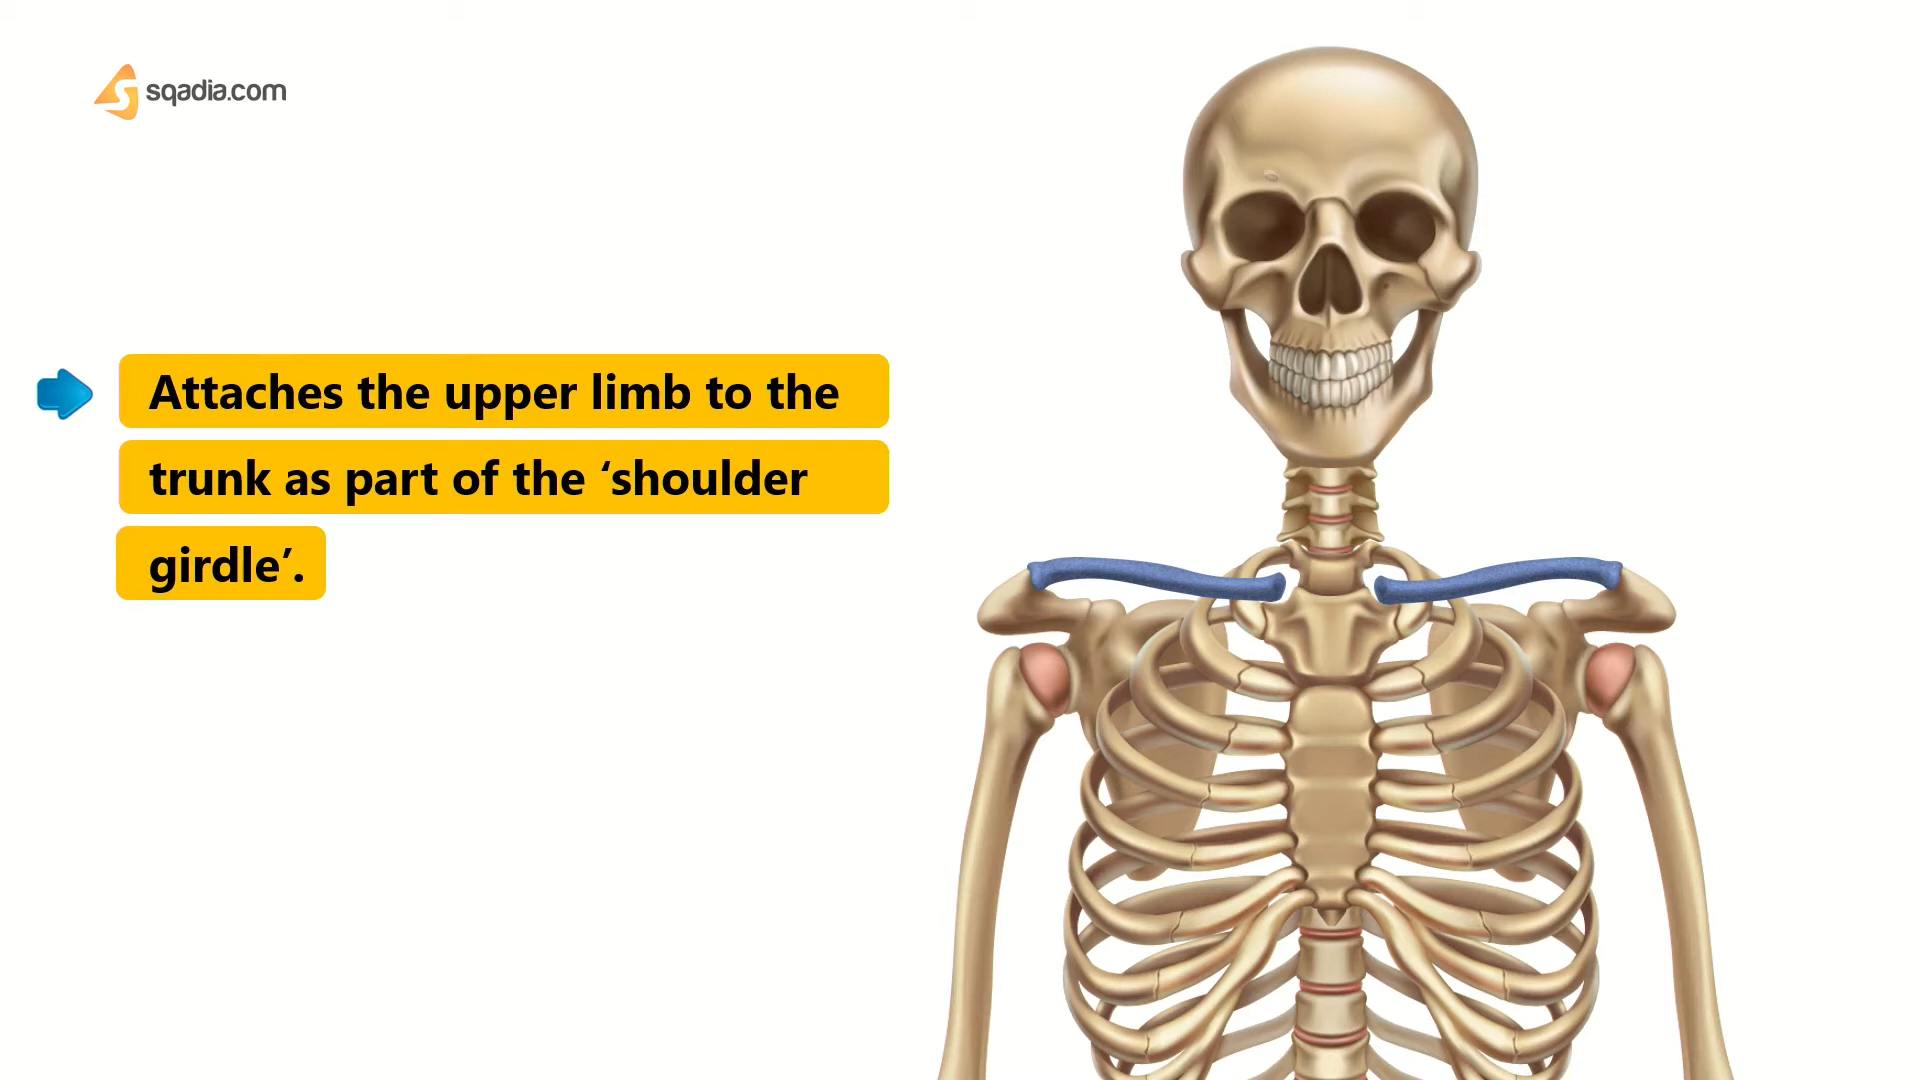 sqadia.com
Attaches the upper limb to the
trunk as part of the ‘shoulder
girdle’.